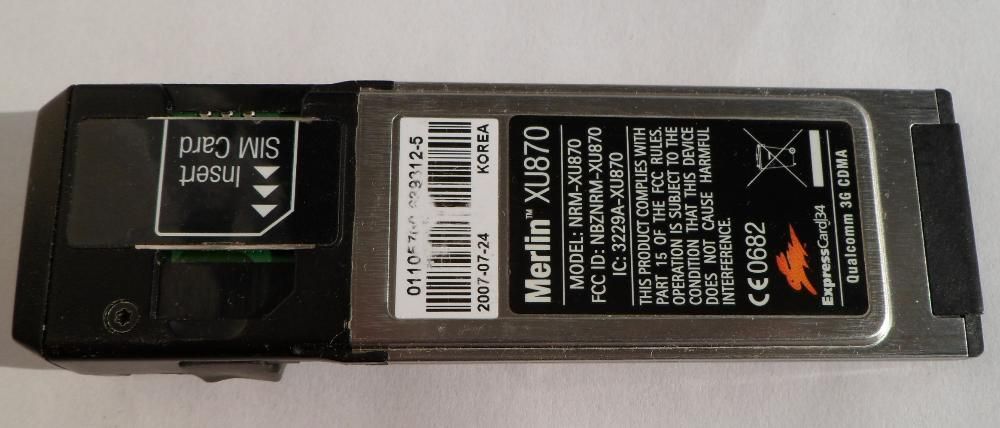 Insert
SIM Card
2007-07-24
KOREA
Merlin™ XU870
MODEL: NRM-XU870
FCC ID: NBZNRM-XU870
IC: 3229A-XU870
THIS PRODUCT COMPLIES WITH
PART 15 OF THE FCC RULES.
OPERATION IS SUBJECT TO THE
CONDITION THAT THIS DEVICE
DOES NOT CAUSE HARMFUL
INTERFERENCE.
CE0682
ExpressCard|34
Qualcomm 3G CDMA